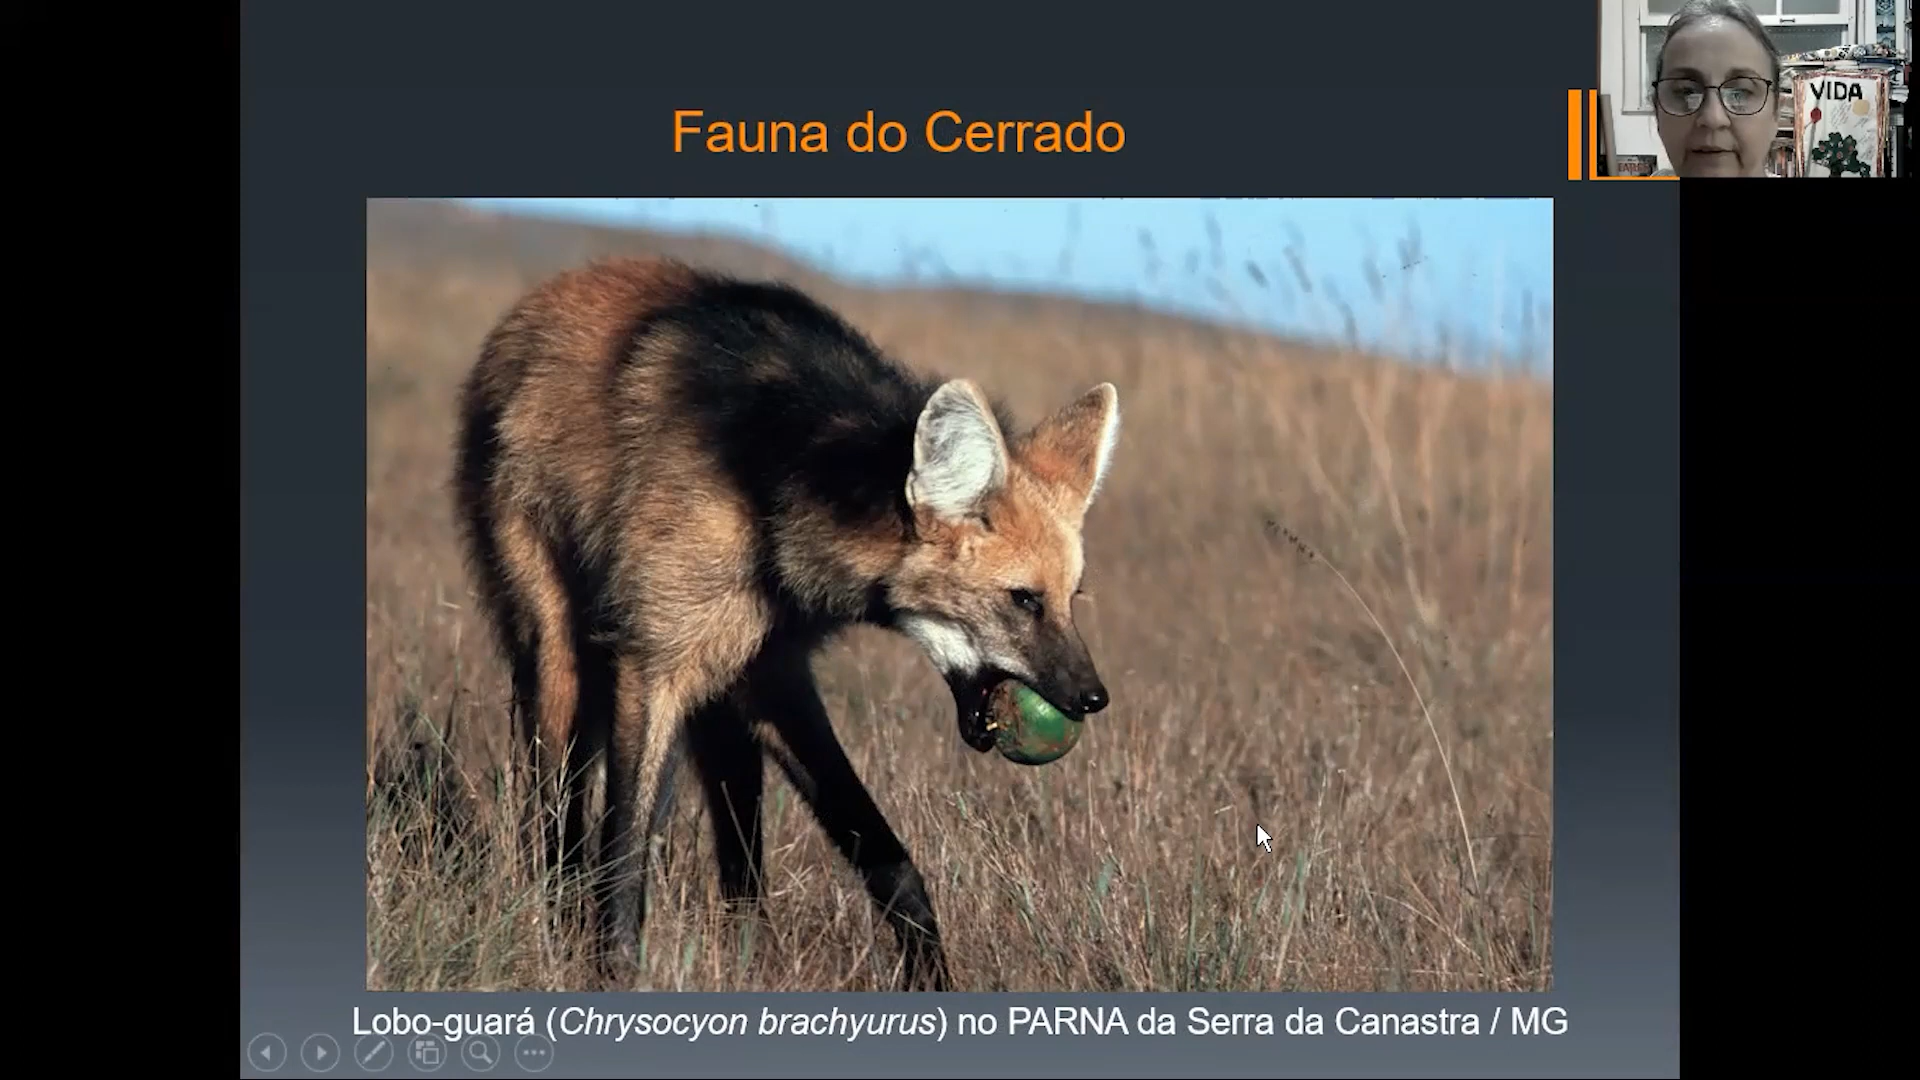 Fauna do Cerrado
VIDA
Lobo-guará (Chrysocyon brachyurus) no PARNA da Serra da Canastra / MG